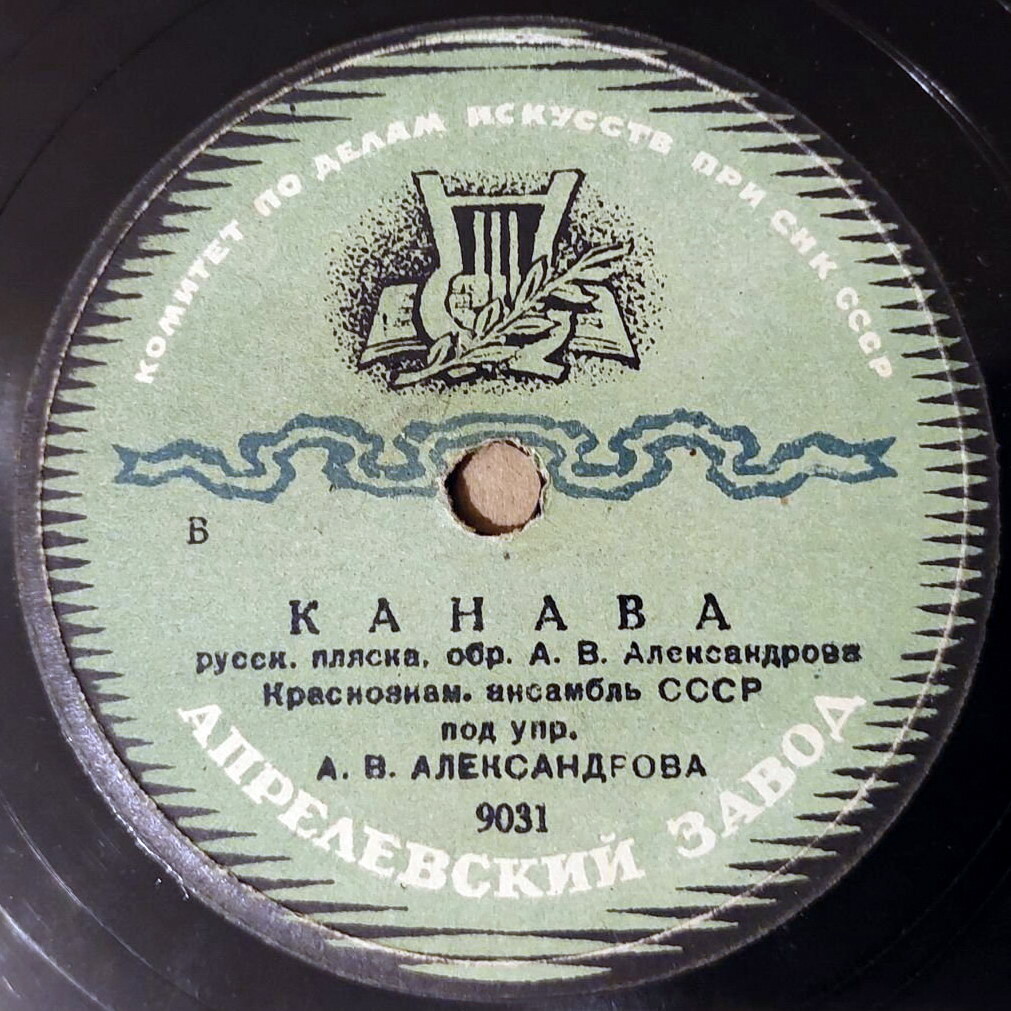 КОМИТЕТ ПО ДЕЛАМ ИСКУССТВ ПРИ СНК СССР
В
КАНАВА
русск. пляска, обр. А. В. Александрова
Краснознам. ансамбль СССР
под упр.
А. В. АЛЕКСАНДРОВА
9031
АПРЕЛЕВСКИЙ ЗАВОД